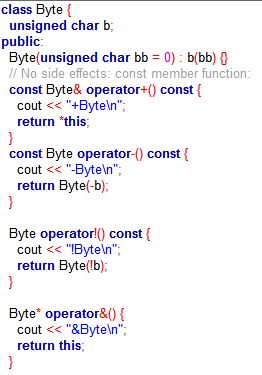 class Byte {
  unsigned char b;
public:
  Byte(unsigned char bb = 0) : b(bb) {}
  // No side effects: const member function:
  const Byte& operator+() const {
    cout << "+Byte\n";
    return *this;
  }
  const Byte operator-() const {
    cout << "-Byte\n";
    return Byte(-b);
  }

  Byte operator!() const {
    cout << "!Byte\n";
    return Byte(!b);
  }

  Byte* operator&() {
    cout << "&Byte\n";
    return this;
  }